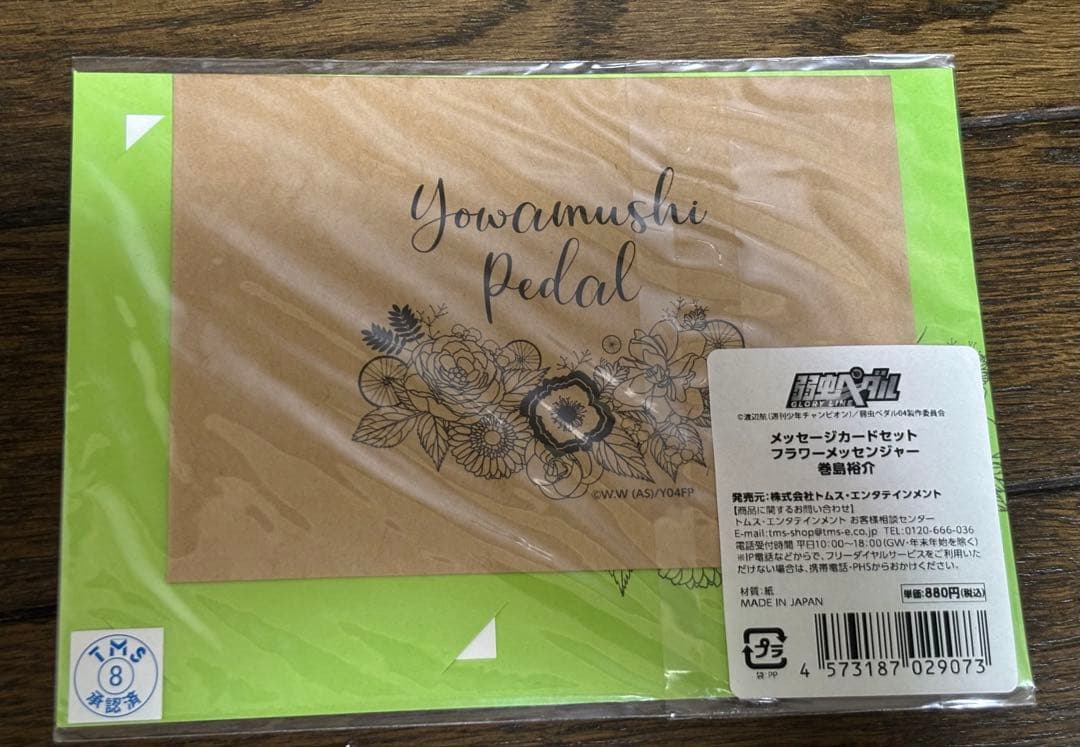 Yowamushi
Pedal
©W.W (AS)/Y04FP
弱虫ペダル
GLORY LINE
©渡辺航(週刊少年チャンピオン)/弱虫ペダル04製作委員会
メッセージカードセット
フラワーメッセンジャー
巻島裕介
発売元:株式会社トムス・エンタテインメント
【商品に関するお問い合わせ】
トムス・エンタテインメント お客様相談センター
E-mail:tms-shop@tms-e.co.jp TEL:0120-666-036
電話受付時間 平日10:00〜18:00(GW・年末年始を除く)
※IP電話などからで、フリーダイヤルサービスをご利用いた
だけない場合は、携帯電話・PHSからおかけください。
材質:紙
MADE IN JAPAN
単価:880円(税込)
プラ
袋:PP
4 573187 029073
TMS
8
承認済